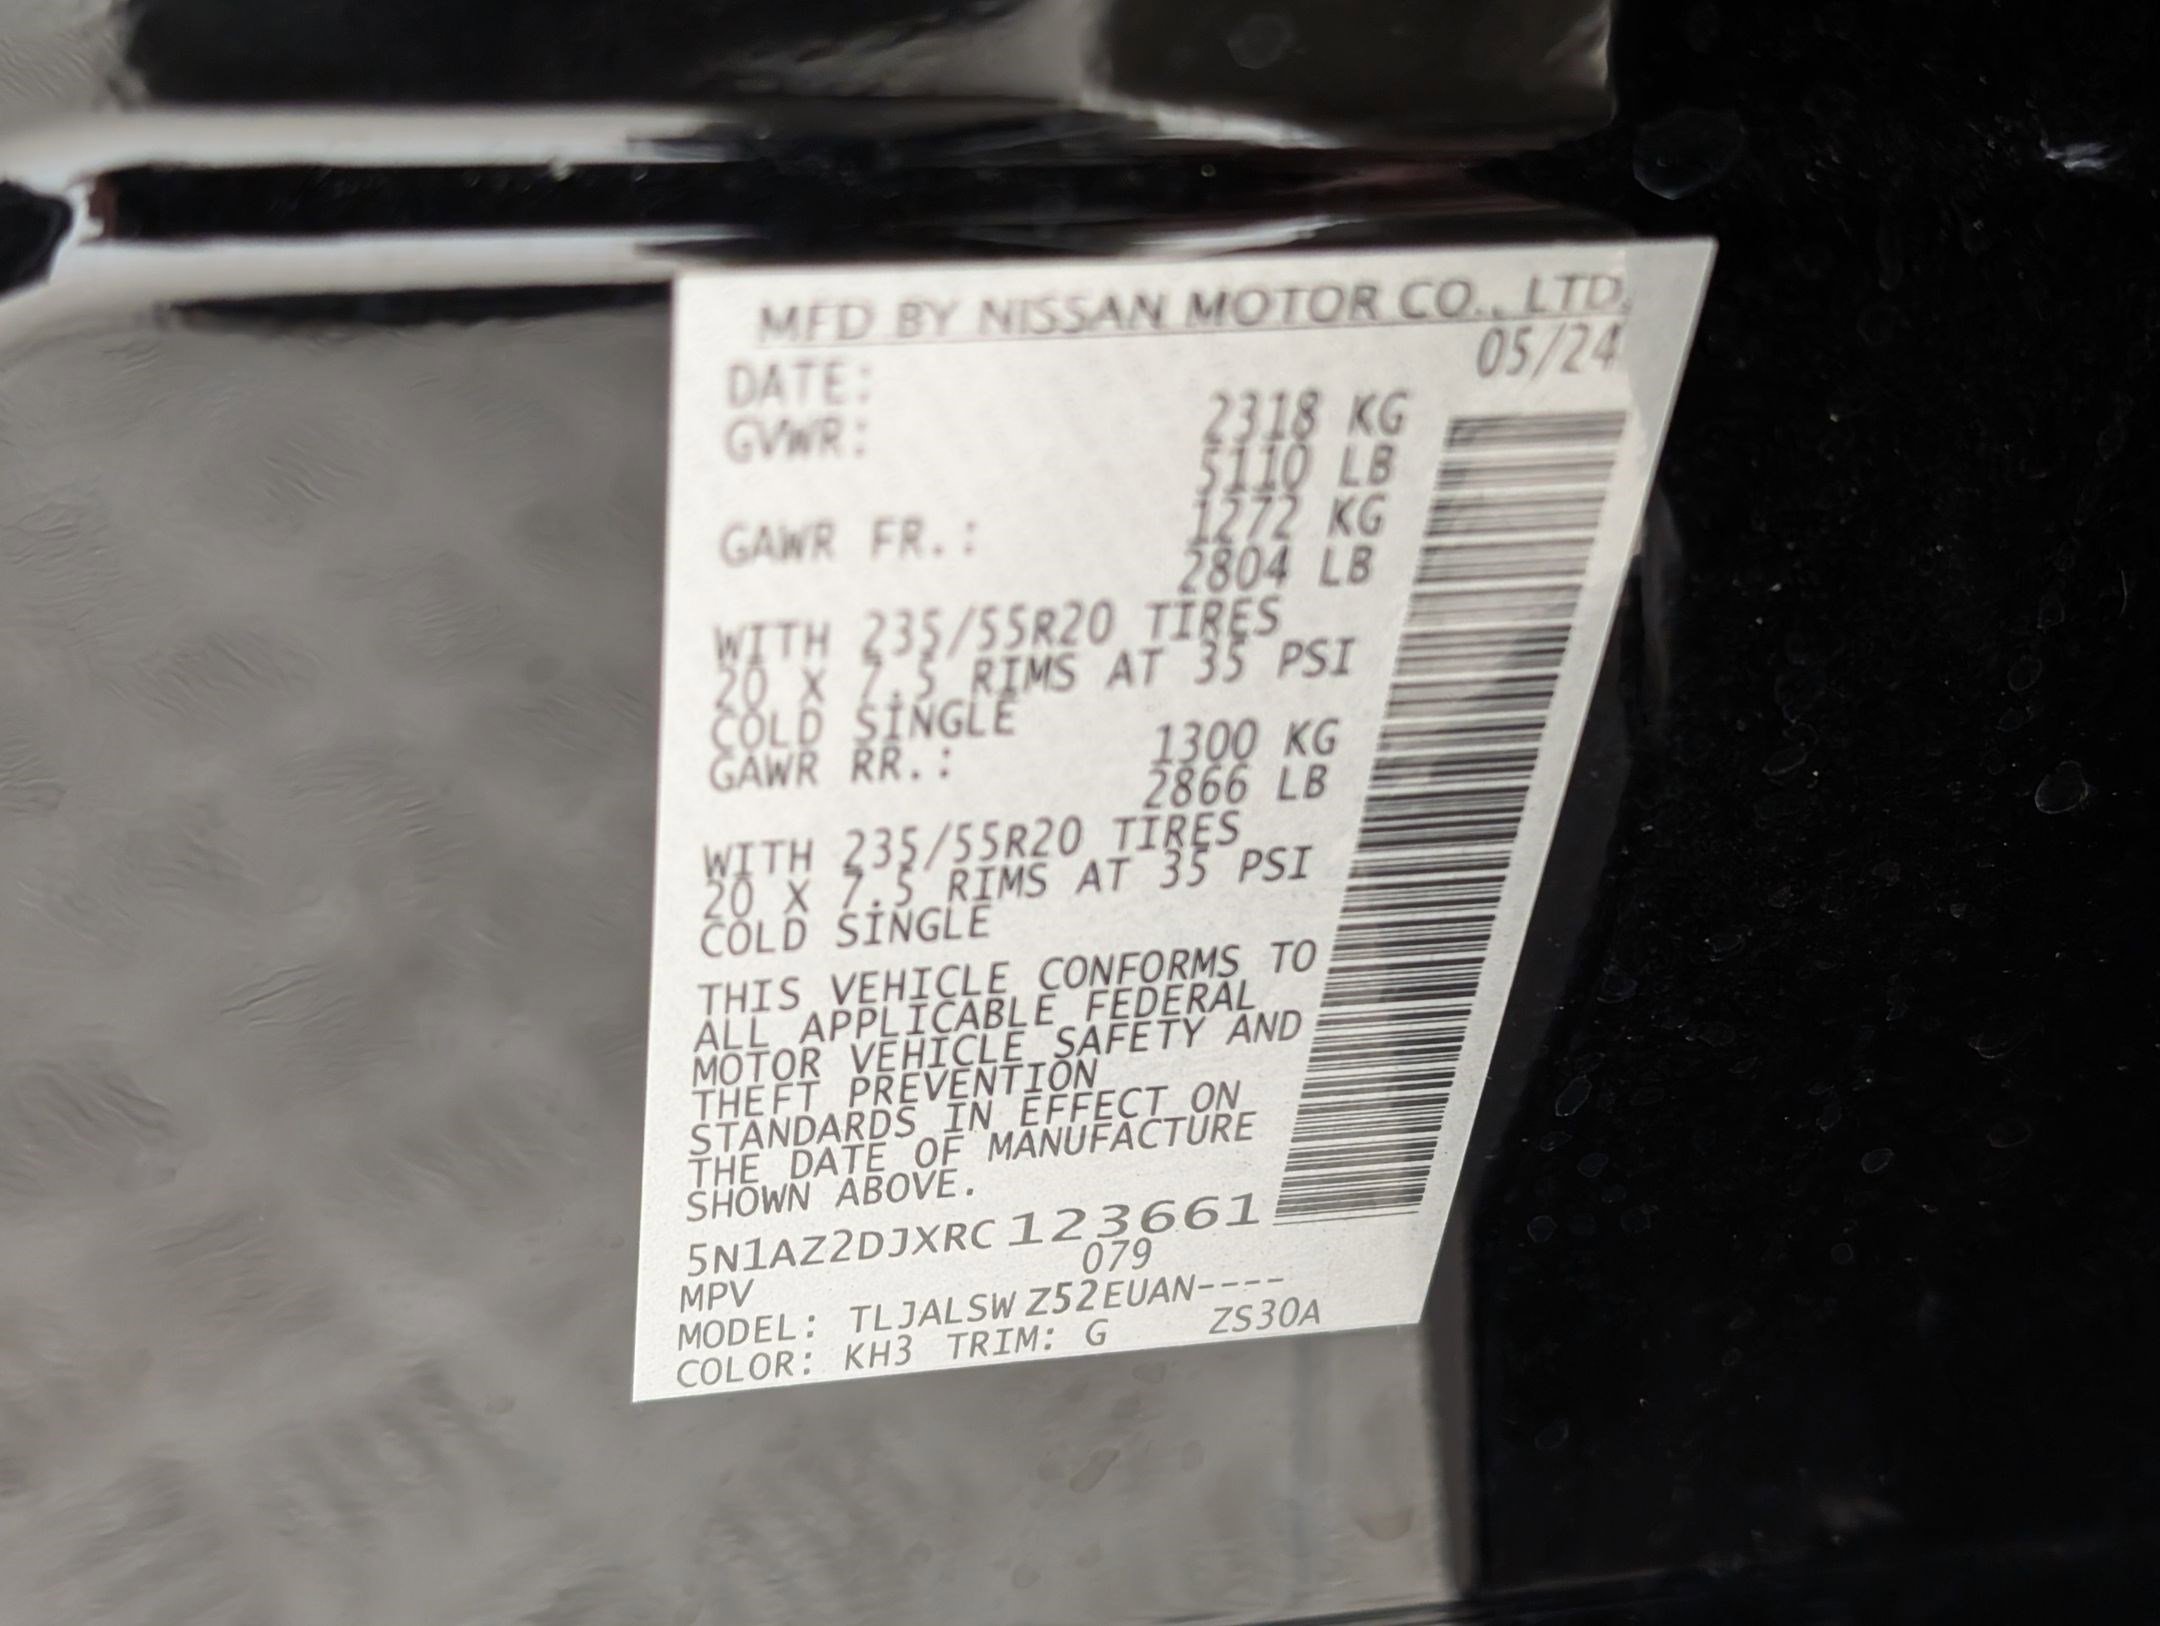 MFD BY NISSAN MOTOR CO., LTD.
DATE: 05/24
GVWR: 2318 KG
5110 LB
GAWR FR.: 1272 KG
2804 LB
WITH 235/55R20 TIRES
20 X 7.5 RIMS AT 35 PSI
COLD SINGLE
GAWR RR.: 1300 KG
2866 LB
WITH 235/55R20 TIRES
20 X 7.5 RIMS AT 35 PSI
COLD SINGLE
THIS VEHICLE CONFORMS TO
ALL APPLICABLE FEDERAL
MOTOR VEHICLE SAFETY AND
THEFT PREVENTION
STANDARDS IN EFFECT ON
THE DATE OF MANUFACTURE
SHOWN ABOVE.
5N1AZ2DJXRC123661
MPV 079
MODEL: TLJALSWZ52EUAN----
COLOR: KH3 TRIM: G ZS30A